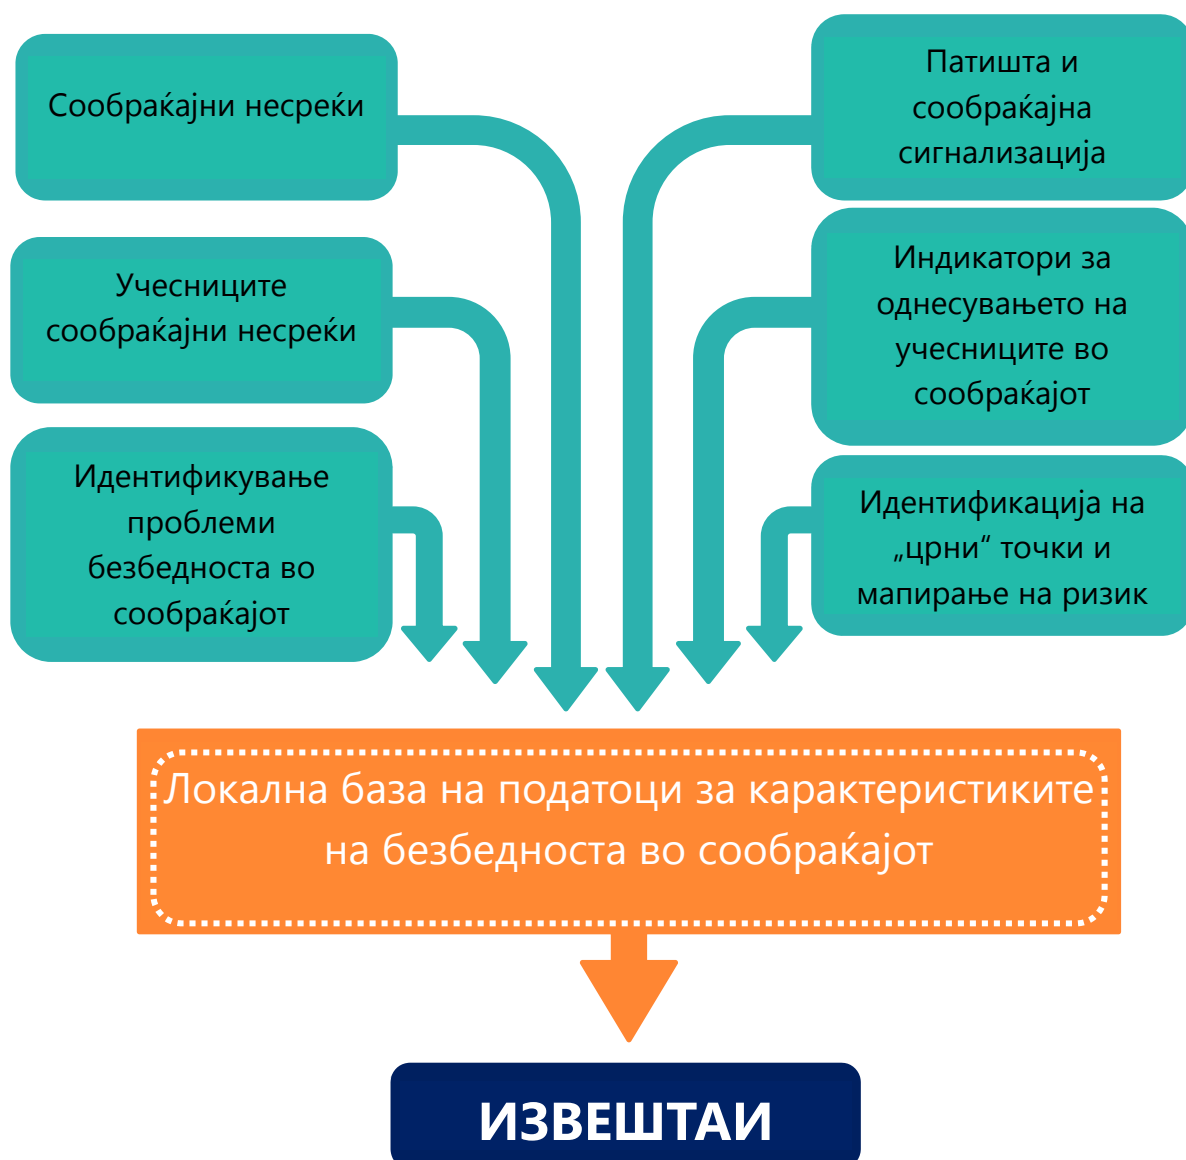 Сообраќајни несреќи
Учесниците
сообраќајни несреќи
Идентификување
проблеми
безбедноста во
сообраќајот
Патишта и
сообраќајна
сигнализација
Индикатори за
однесувањето на
учесниците во
сообраќајот
Идентификација на
„црни“ точки и
мапирање на ризик
Локална база на податоци за карактеристиките
на безбедноста во сообраќајот
ИЗВЕШТАИ